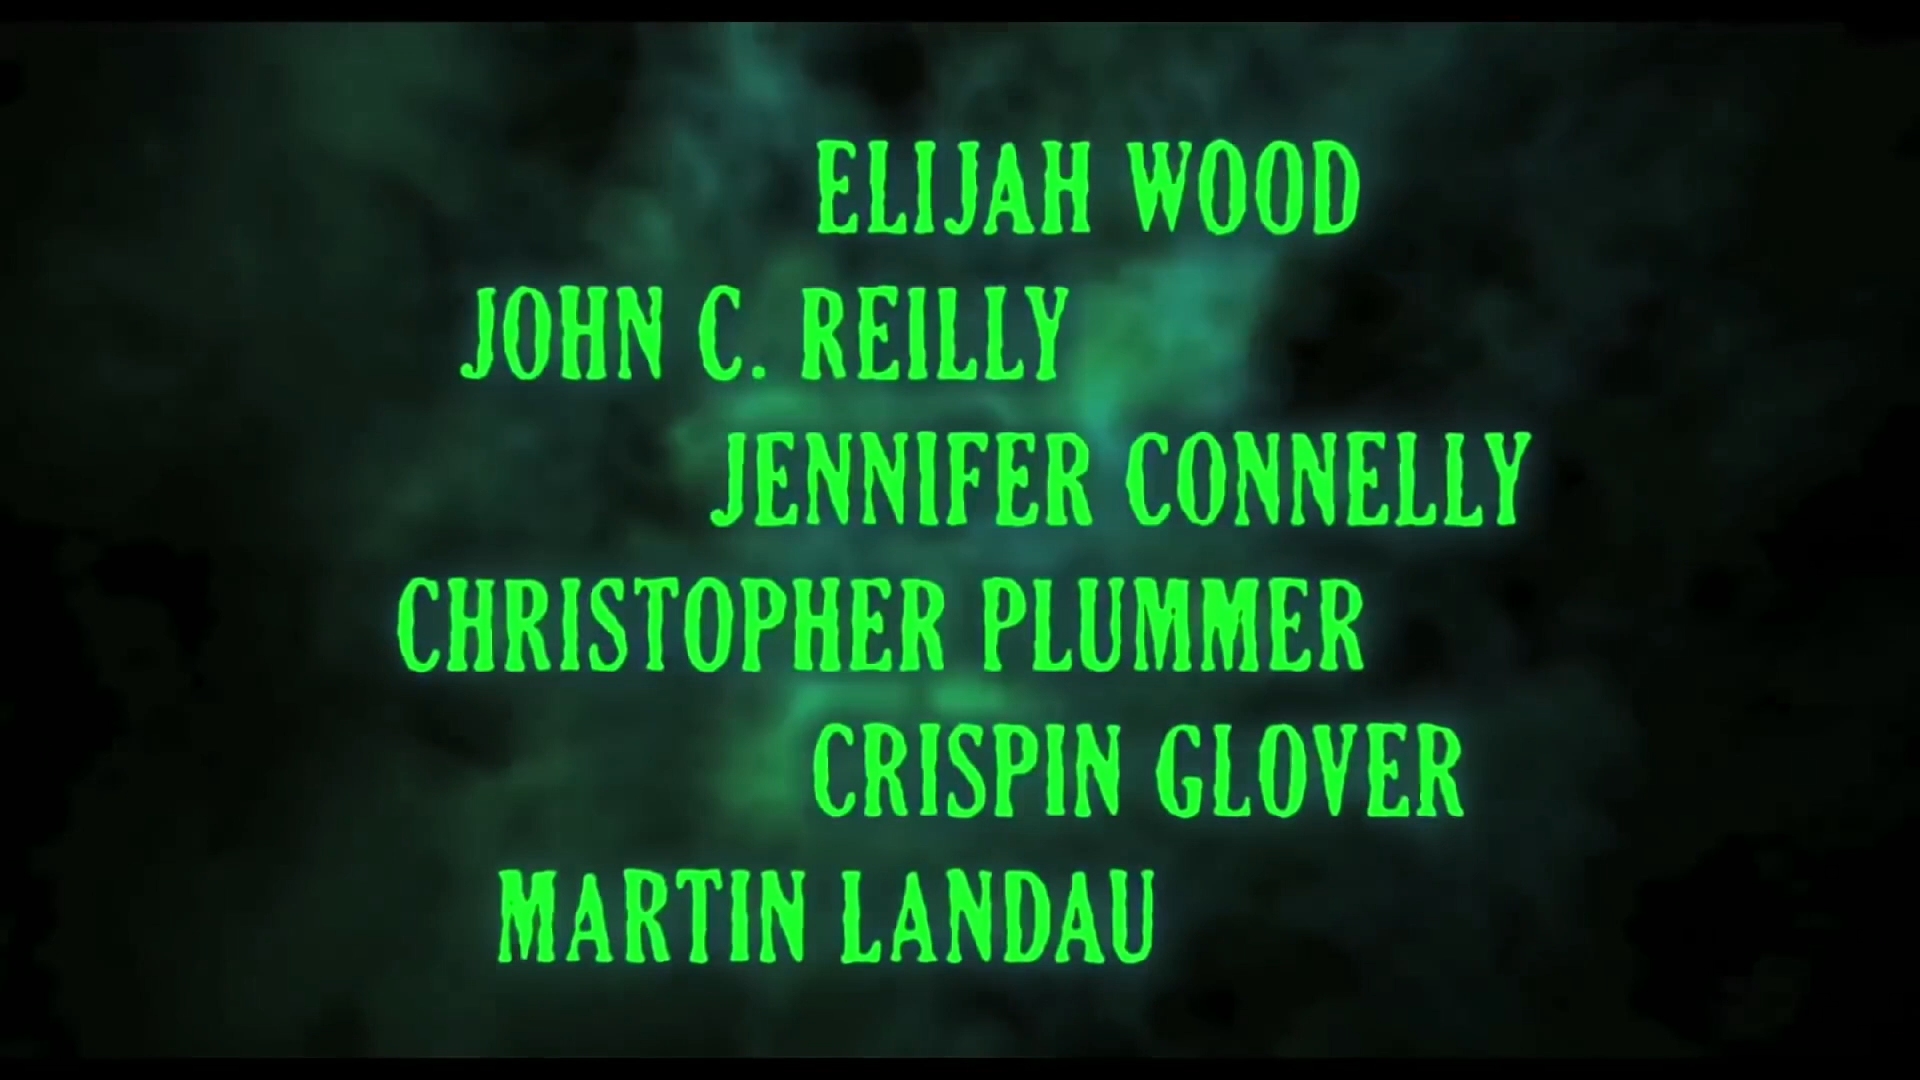 ELIJAH WOOD
JOHN C. REILLY
JENNIFER CONNELLY
CHRISTOPHER PLUMMER
CRISPIN GLOVER
MARTIN LANDAU